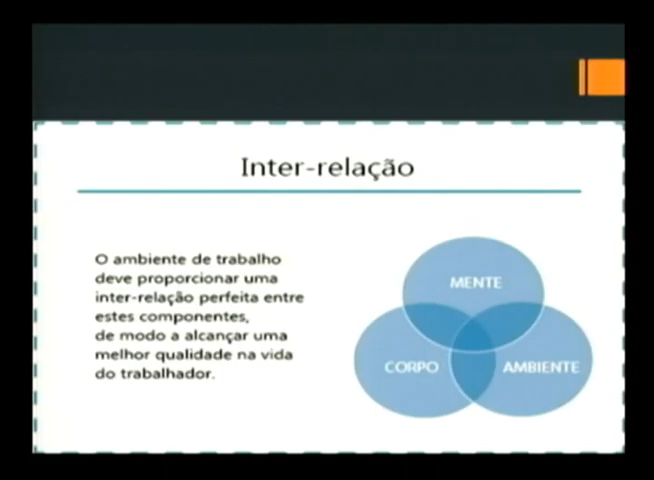 Inter-relação
O ambiente de trabalho
deve proporcionar uma
inter-relação perfeita entre
estes componentes,
de modo a alcançar uma
melhor qualidade na vida
do trabalhador.
MENTE
CORPO
AMBIENTE